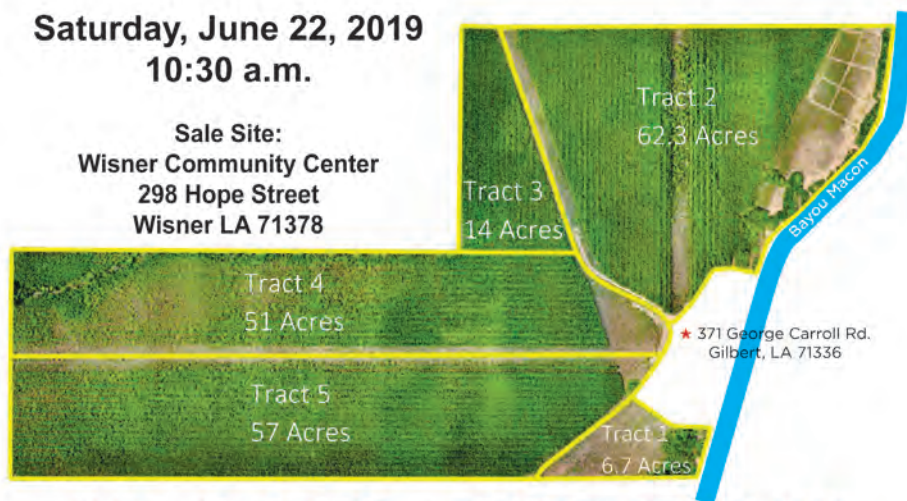 Saturday, June 22, 2019
10:30 a.m.
Sale Site:
Wisner Community Center
298 Hope Street
Wisner LA 71378
Tract 2
62.3 Acres
Tract 3
14 Acres
Bayou Macon
Tract 4
51 Acres
371 George Carroll Rd.
Gilbert, LA 71336
Tract 5
57 Acres
Tract 1
6.7 Acres